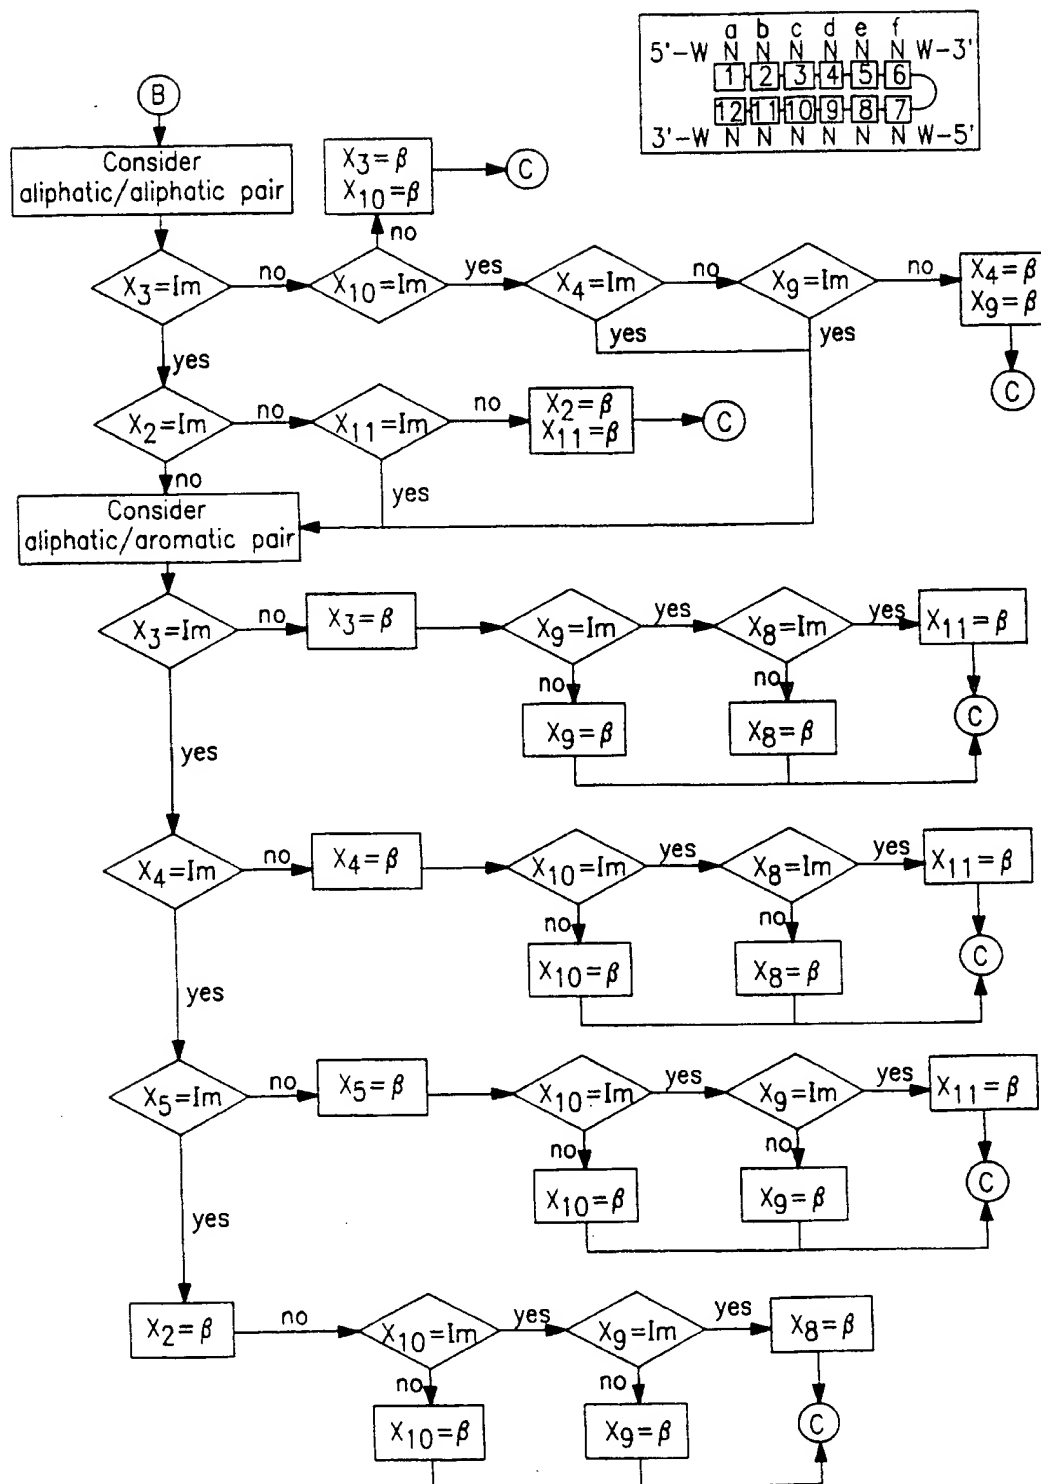 a b c d e f
5'-W N N N N N N W-3'
1 2 3 4 5 6
12 11 10 9 8 7
3'-W N N N N N N W-5'
B
Consider
aliphatic/aliphatic pair
X3=β
X10=β
C
no
X3=Im
no
X10=Im
yes
X4=Im
no
X9=Im
no
X4=β
X9=β
yes
yes
yes
C
X2=Im
no
X11=Im
no
X2=β
X11=β
C
no
yes
Consider
aliphatic/aromatic pair
X3=Im
no
X3=β
X9=Im
yes
X8=Im
yes
X11=β
no
no
X9=β
X8=β
C
yes
X4=Im
no
X4=β
X10=Im
yes
X8=Im
yes
X11=β
no
no
X10=β
X8=β
C
yes
X5=Im
no
X5=β
X10=Im
yes
X9=Im
yes
X11=β
no
no
X10=β
X9=β
C
yes
X2=β
no
X10=Im
yes
X9=Im
yes
X8=β
no
no
X10=β
X9=β
C